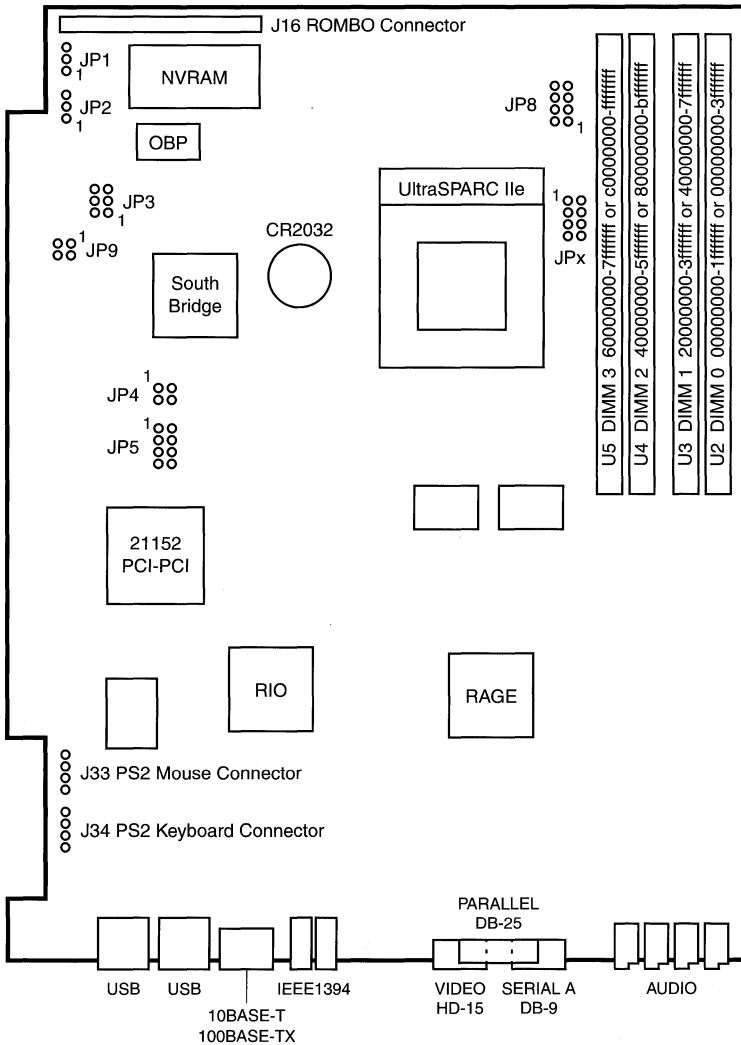 J16 ROMBO Connector
JP1
1
NVRAM
JP2
1
OBP
JP8
1
UltraSPARC IIe
JP3
1
1
JP9
CR2032
South
Bridge
1
JPx
U5 DIMM 3 60000000-7fffffff or c0000000-ffffffff
U4 DIMM 2 40000000-5fffffff or 80000000-bfffffff
U3 DIMM 1 20000000-3fffffff or 40000000-7fffffff
U2 DIMM 0 00000000-1fffffff or 00000000-3fffffff
1
JP4
1
JP5
21152
PCI-PCI
RIO
RAGE
J33 PS2 Mouse Connector
J34 PS2 Keyboard Connector
PARALLEL
DB-25
USB
USB
IEEE1394
VIDEO
HD-15
SERIAL A
DB-9
AUDIO
10BASE-T
100BASE-TX